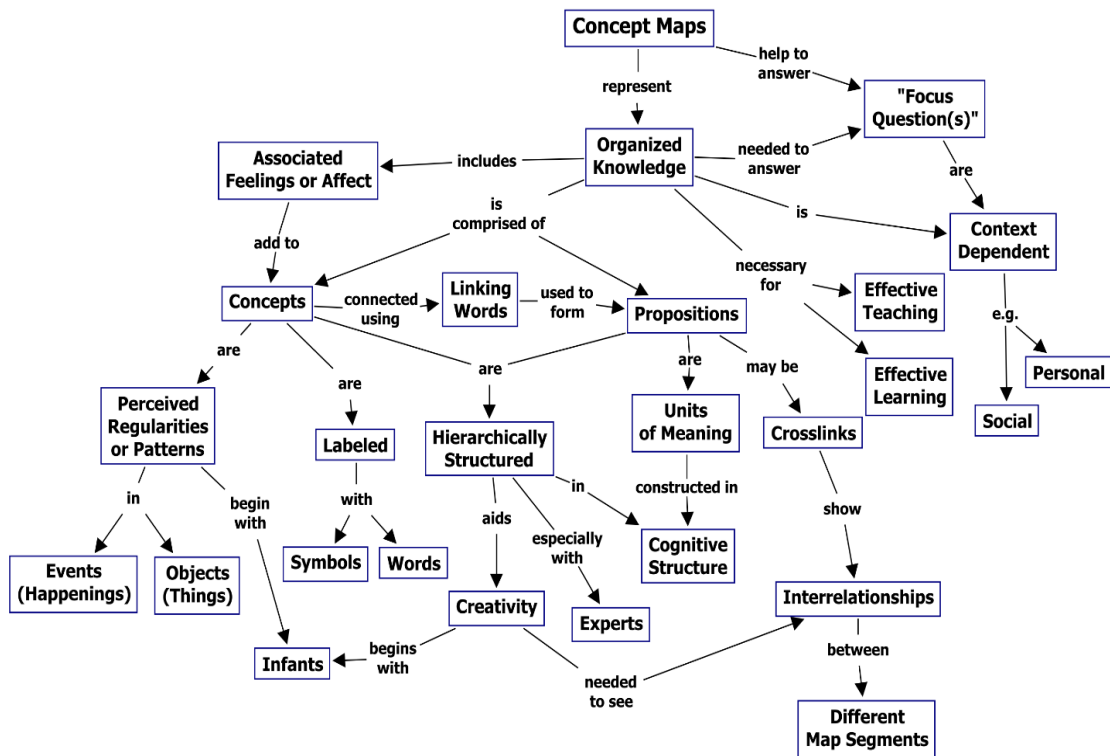 Concept Maps
help to
answer
represent
"Focus
Question(s)"
Organized
Knowledge
needed to
answer
includes
Associated
Feelings or Affect
are
is
comprised of
is
Context
Dependent
add to
necessary
for
Concepts
connected
using
Linking
Words
used to
form
Propositions
Effective
Teaching
e.g.
are
are
are
are
may be
Personal
Effective
Learning
Perceived
Regularities
or Patterns
Labeled
Hierarchically
Structured
Units
of Meaning
Crosslinks
Social
in
begin
with
with
aids
in
constructed in
especially
with
show
Events
(Happenings)
Objects
(Things)
Symbols
Words
Cognitive
Structure
Creativity
Experts
Interrelationships
Infants
begins
with
needed
to see
between
Different
Map Segments